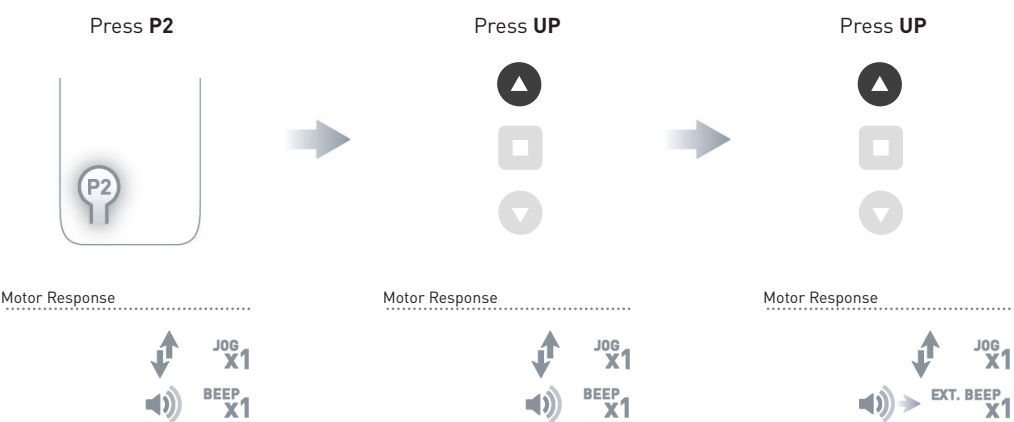 Press P2
Press UP
Press UP
P2
Motor Response
Motor Response
Motor Response
JOG
X1
BEEP
X1
JOG
X1
BEEP
X1
JOG
X1
EXT. BEEP
X1